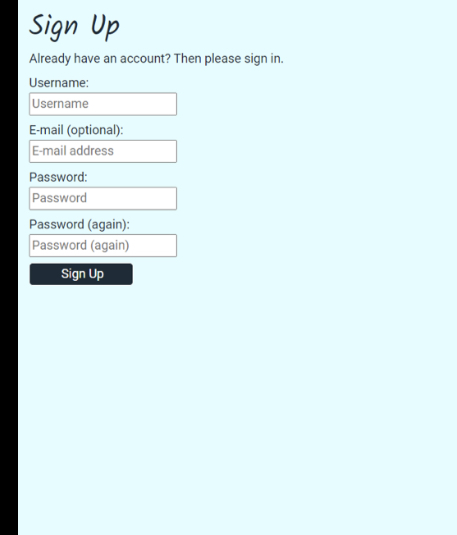 Sign Up
Already have an account? Then please sign in.
Username:
Username
E-mail (optional):
E-mail address
Password:
Password
Password (again):
Password (again)
Sign Up